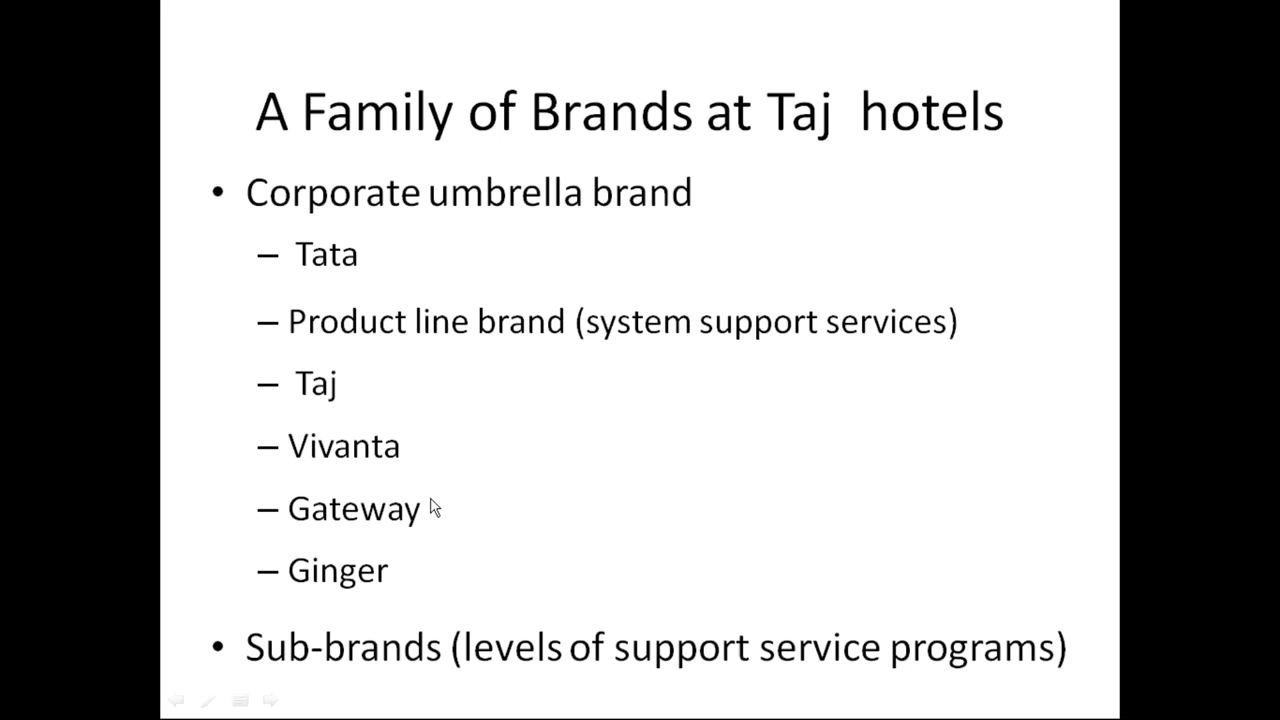 A Family of Brands at Taj hotels
• Corporate umbrella brand
– Tata
– Product line brand (system support services)
– Taj
– Vivanta
– Gateway
– Ginger
• Sub-brands (levels of support service programs)